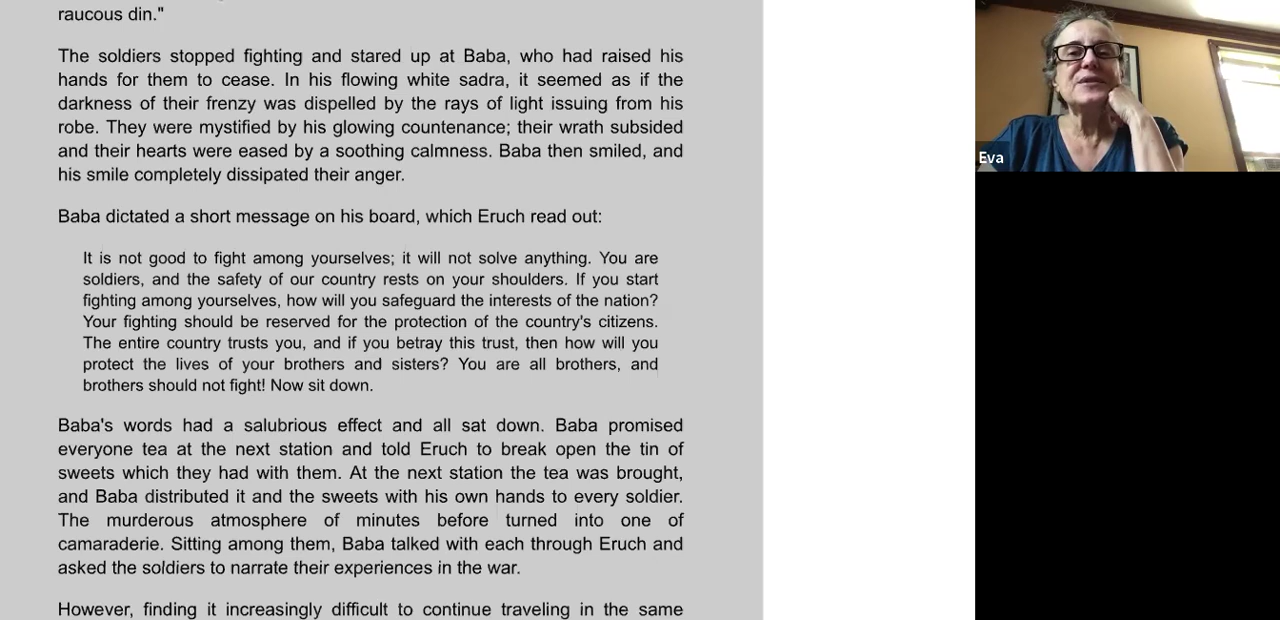 raucous din."
The soldiers stopped fighting and stared up at Baba, who had raised his
hands for them to cease. In his flowing white sadra, it seemed as if the
darkness of their frenzy was dispelled by the rays of light issuing from his
robe. They were mystified by his glowing countenance; their wrath subsided
and their hearts were eased by a soothing calmness. Baba then smiled, and
his smile completely dissipated their anger.
Baba dictated a short message on his board, which Eruch read out:
It is not good to fight among yourselves; it will not solve anything. You are
soldiers, and the safety of our country rests on your shoulders. If you start
fighting among yourselves, how will you safeguard the interests of the nation?
Your fighting should be reserved for the protection of the country's citizens.
The entire country trusts you, and if you betray this trust, then how will you
protect the lives of your brothers and sisters? You are all brothers, and
brothers should not fight! Now sit down.
Baba's words had a salubrious effect and all sat down. Baba promised
everyone tea at the next station and told Eruch to break open the tin of
sweets which they had with them. At the next station the tea was brought,
and Baba distributed it and the sweets with his own hands to every soldier.
The murderous atmosphere of minutes before turned into one of
camaraderie. Sitting among them, Baba talked with each through Eruch and
asked the soldiers to narrate their experiences in the war.
However, finding it increasingly difficult to continue traveling in the same
Eva